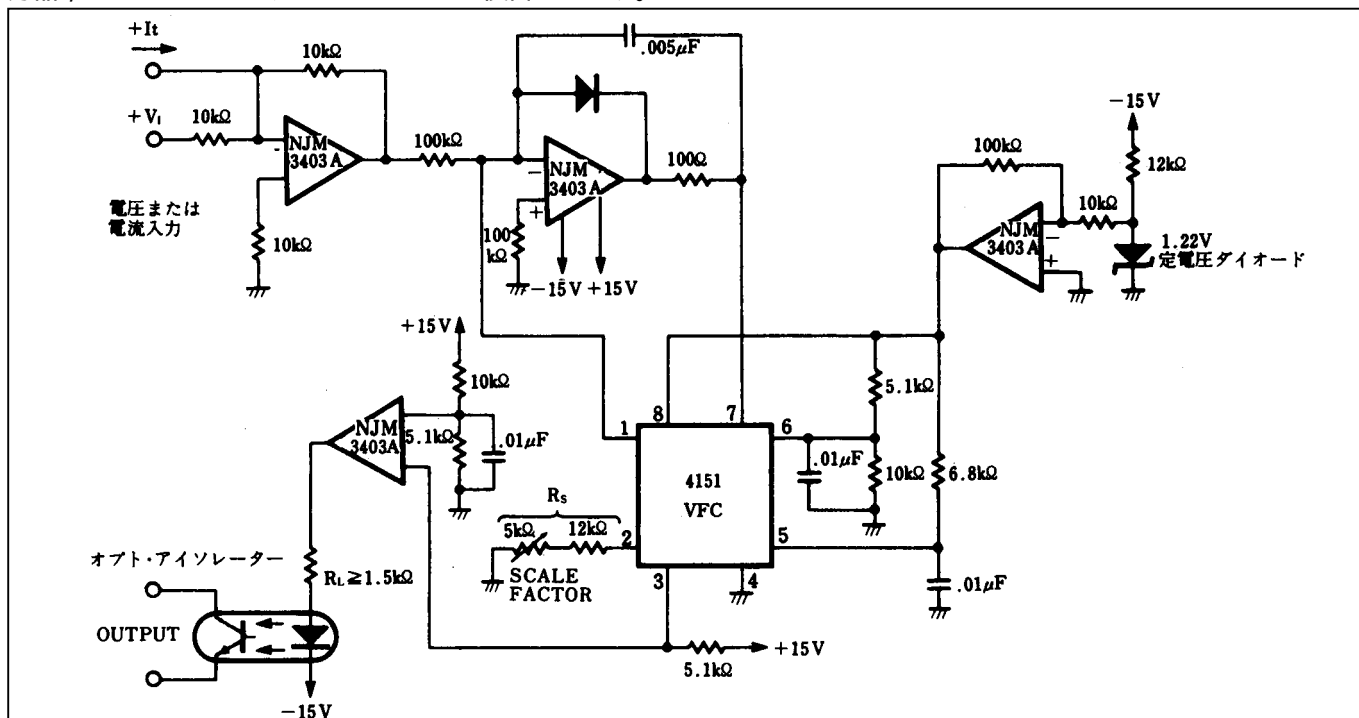 +It
10kΩ
+V₁
10kΩ
-
NJM
3403A
10kΩ
電圧または
電流入力
100kΩ
.005μF
−
NJM
3403A
+
100
kΩ
100Ω
−15V +15V
−15V
12kΩ
100kΩ
10kΩ
NJM
3403A
−
+
1.22V
定電圧ダイオード
+15V
10kΩ
5.1kΩ
.01μF
NJM
3403A
1
8
7
6
4151
VFC
2
3
4
5
5.1kΩ
.01μF
10kΩ
6.8kΩ
.01μF
RS
5kΩ
12kΩ
SCALE
FACTOR
5.1kΩ
+15V
オプト・アイソレーター
RL≧1.5kΩ
OUTPUT
−15V